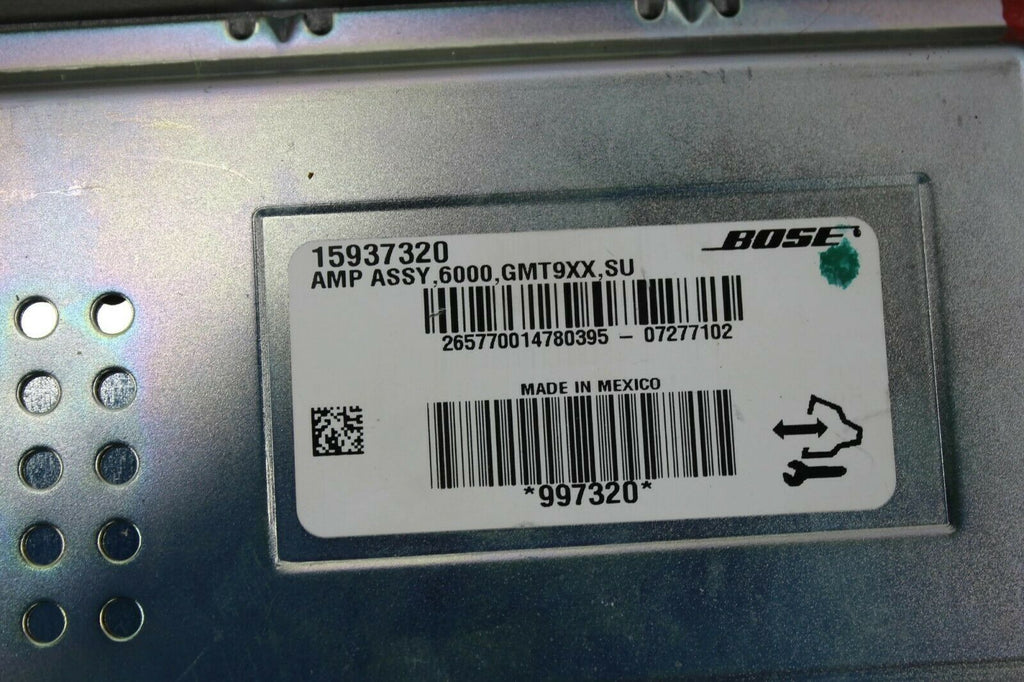 15937320
BOSE
AMP ASSY,6000,GMT9XX,SU
265770014780395 – 07277102
MADE IN MEXICO
*997320*